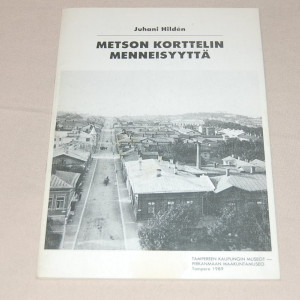 Juhani Hildén
METSON KORTTELIN
MENNEISYYTTÄ
TAMPEREEN KAUPUNGIN MUSEOT —
PIRKANMAAN MAAKUNTAMUSEO
Tampere 1989